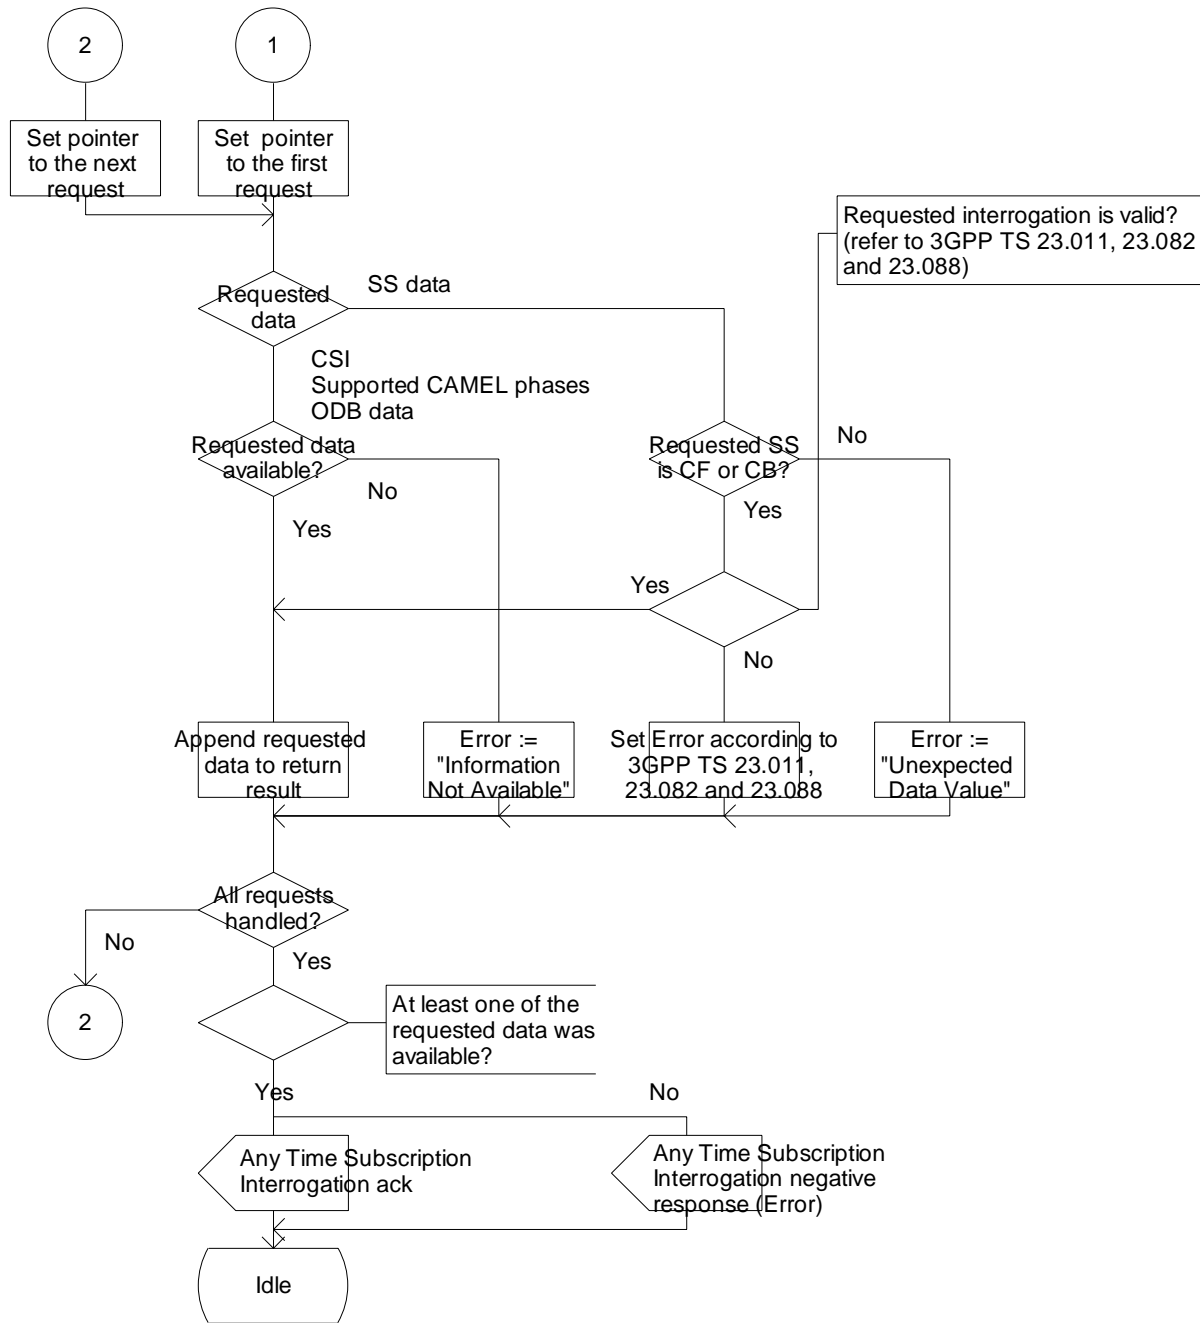 2
1
Set pointer
to the next
request
Set pointer
to the first
request
Requested interrogation is valid?
(refer to 3GPP TS 23.011, 23.082
and 23.088)
Requested
data
SS data
CSI
Supported CAMEL phases
ODB data
Requested data
available?
No
Yes
Requested SS
is CF or CB?
No
Yes
Yes
No
Append requested
data to return
result
Error :=
"Information
Not Available"
Set Error according to
3GPP TS 23.011,
23.082 and 23.088
Error :=
"Unexpected
Data Value"
All requests
handled?
No
Yes
2
At least one of the
requested data was
available?
Yes
No
Any Time Subscription
Interrogation ack
Any Time Subscription
Interrogation negative
response (Error)
Idle